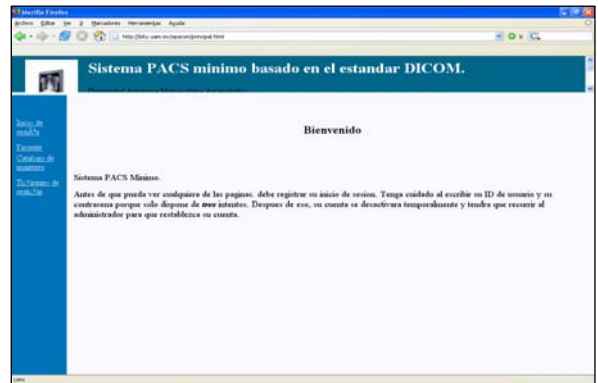 Mozilla Firefox
Archivo Editar Ver Ir Marcadores Herramientas Ayuda
Sistema PACS minimo basado en el estandar DICOM.
Inicio de
Paciente
Catalogo de
imagenes
Bienvenido
Sistema PACS Minimo.
Antes de que pueda ver cualquiera de las paginas, debe registrar su inicio de sesion. Tenga cuidado al escribir su ID de usuario y su
contrasena porque solo dispone de tres intentos. Despues de eso, su cuenta se desactivara temporalmente y tendra que recurrir al
administrador para que restablezca su cuenta.
Listo